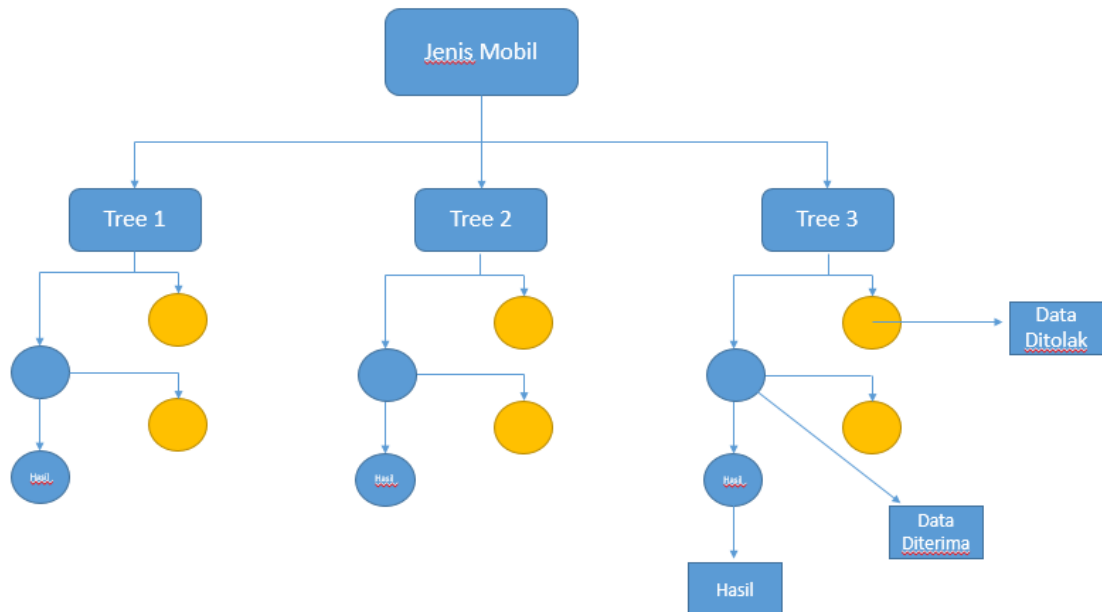 Jenis Mobil
Tree 1
Tree 2
Tree 3
Data
Ditolak
Hasil
Hasil
Hasil
Data
Diterima
Hasil